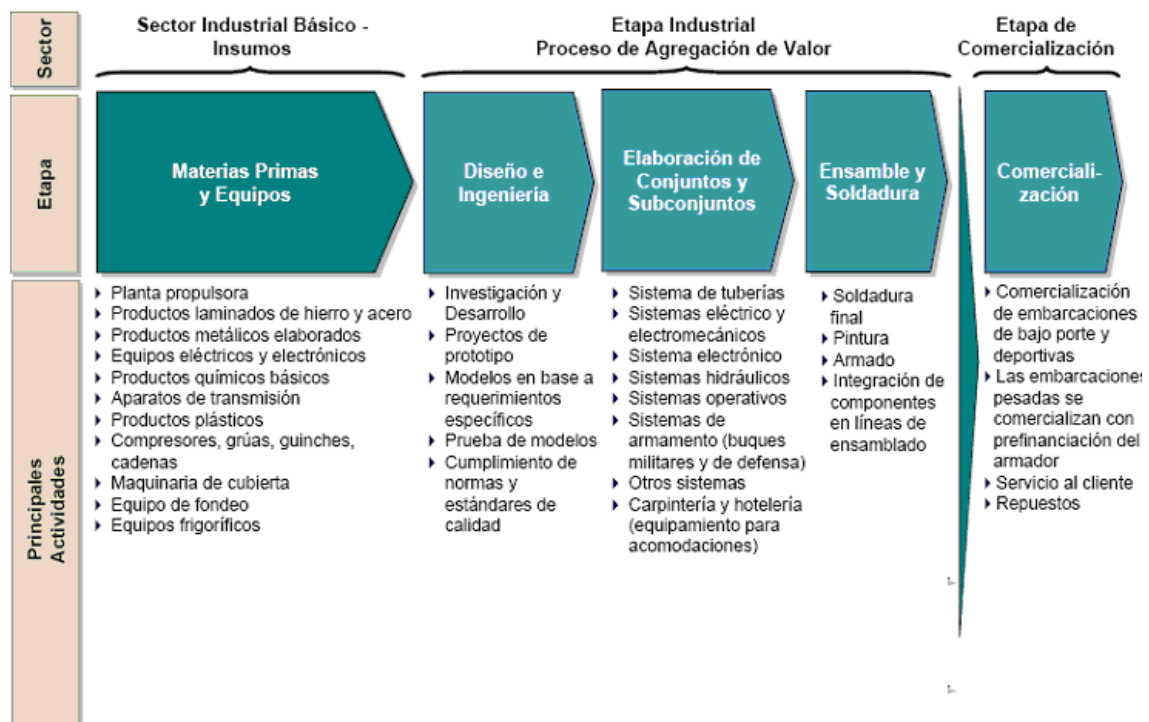 Sector
Sector Industrial Básico -
Insumos
Etapa Industrial
Proceso de Agregación de Valor
Etapa de
Comercialización
Etapa
Materias Primas
y Equipos
Diseño e
Ingeniería
Elaboración de
Conjuntos y
Subconjuntos
Ensamble y
Soldadura
Comerciali-
zación
Principales
Actividades
Planta propulsora
Productos laminados de hierro y acero
Productos metálicos elaborados
Equipos eléctricos y electrónicos
Productos químicos básicos
Aparatos de transmisión
Productos plásticos
Compresores, grúas, guinches,
cadenas
Maquinaria de cubierta
Equipo de fondeo
Equipos frigoríficos
Investigación y
Desarrollo
Proyectos de
prototipo
Modelos en base a
requerimientos
específicos
Prueba de modelos
Cumplimiento de
normas y
estándares de
calidad
Sistema de tuberías
Sistemas eléctrico y
electromecánicos
Sistema electrónico
Sistemas hidráulicos
Sistemas operativos
Sistemas de
armamento (buques
militares y de defensa)
Otros sistemas
Carpintería y hotelería
(equipamiento para
acomodaciones)
Soldadura
final
Pintura
Armado
Integración de
componentes
en líneas de
ensamblado
Comercialización
de embarcaciones
de bajo porte y
deportivas
Las embarcaciones
pesadas se
comercializan con
prefinanciación del
armador
Servicio al cliente
Repuestos